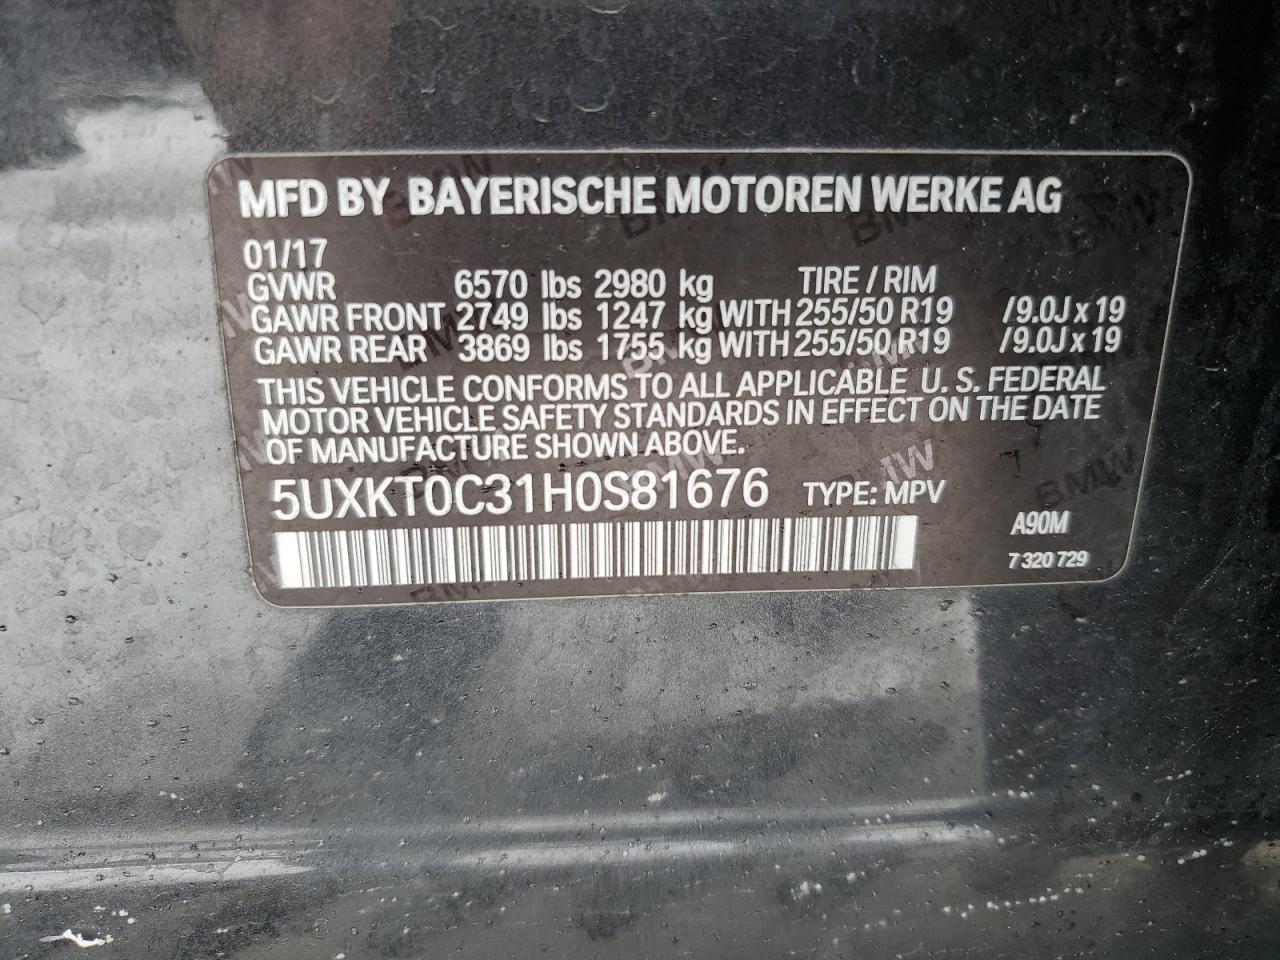 MFD BY BAYERISCHE MOTOREN WERKE AG
01/17
GVWR 6570 lbs 2980 kg TIRE / RIM
GAWR FRONT 2749 lbs 1247 kg WITH 255/50 R19 /9.0J x 19
GAWR REAR 3869 lbs 1755 kg WITH 255/50 R19 /9.0J x 19
THIS VEHICLE CONFORMS TO ALL APPLICABLE U. S. FEDERAL
MOTOR VEHICLE SAFETY STANDARDS IN EFFECT ON THE DATE
OF MANUFACTURE SHOWN ABOVE.
5UXKT0C31H0S81676 TYPE: MPV
A90M
7 320 729